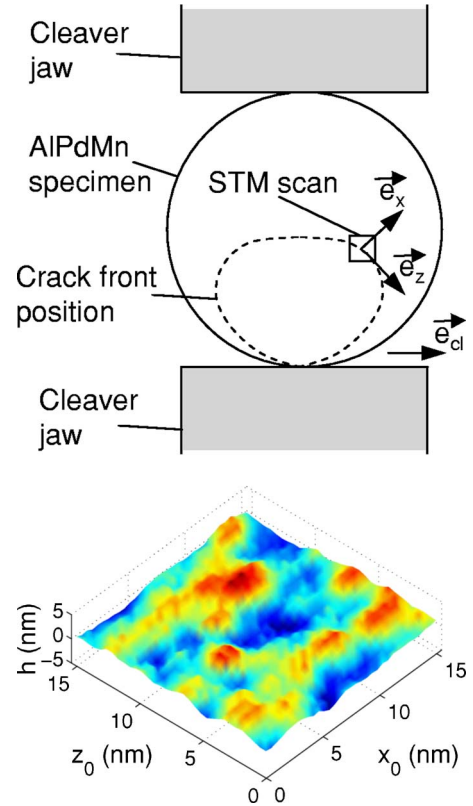 Cleaver
jaw
AlPdMn
specimen
STM scan
e_x
e_z
Crack front
position
e_cl
Cleaver
jaw
h (nm)
5
0
−5
15
10
5
0
z_0 (nm)
0
5
10
15
x_0 (nm)